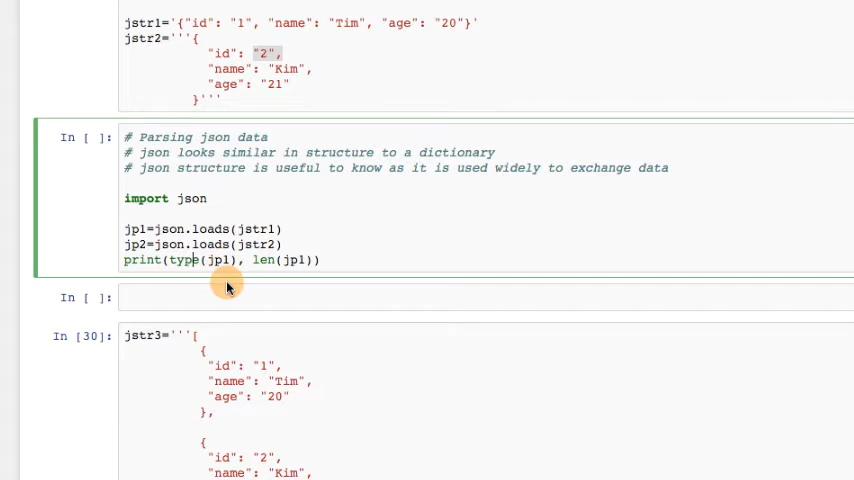 jstr1='{"id": "1", "name": "Tim", "age": "20"}'
jstr2='''{
"id": "2",
"name": "Kim",
"age": "21"
}'''
In [ ]:
# Parsing json data
# json looks similar in structure to a dictionary
# json structure is useful to know as it is used widely to exchange data
import json
jp1=json.loads(jstr1)
jp2=json.loads(jstr2)
print(type(jp1), len(jp1))
In [ ]:
In [30]:
jstr3='''[
{
"id": "1",
"name": "Tim",
"age": "20"
},
{
"id": "2",
"name": "Kim",